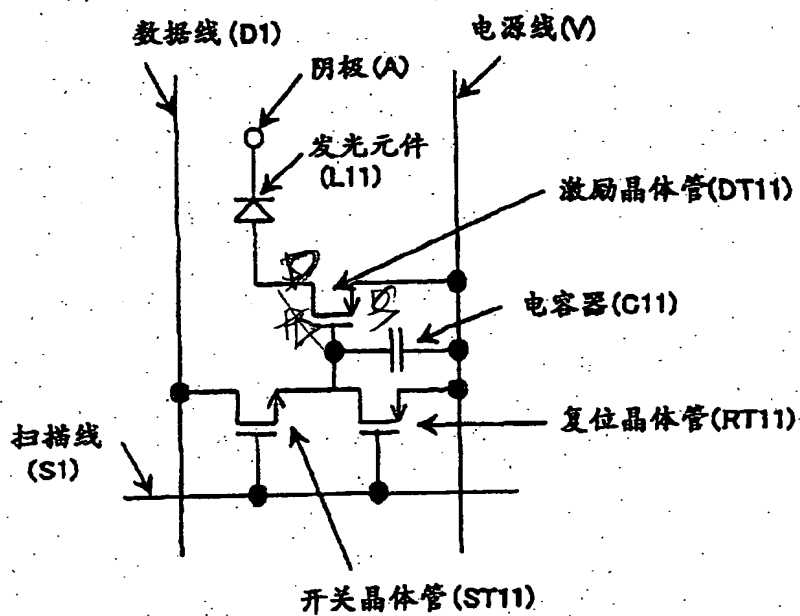 数据线(D1)
电源线(V)
阴极(A)
发光元件
(L11)
激励晶体管(DT11)
D
S
电容器(C11)
复位晶体管(RT11)
扫描线
(S1)
开关晶体管(ST11)